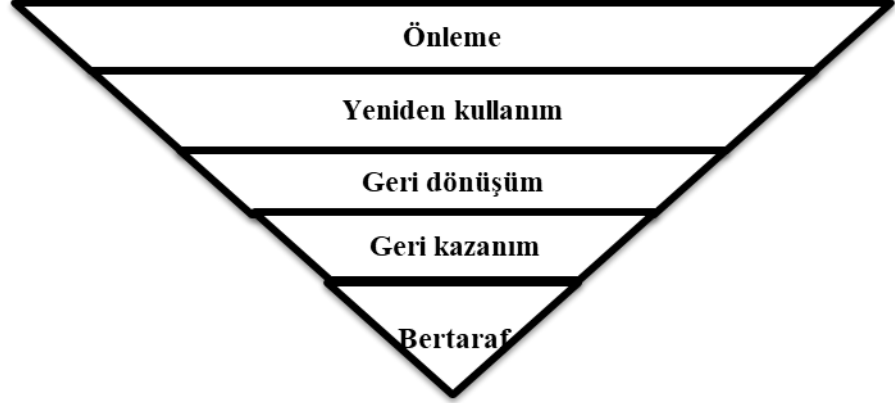 Önleme
Yeniden kullanım
Geri dönüşüm
Geri kazanım
Bertaraf